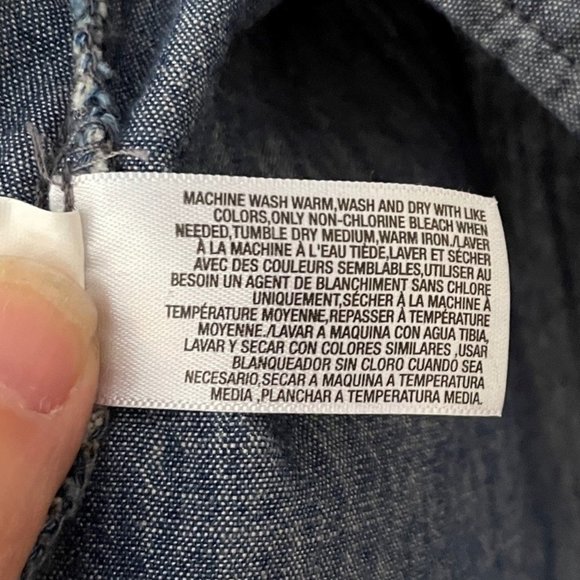 MACHINE WASH WARM,WASH AND DRY WITH LIKE
COLORS,ONLY NON-CHLORINE BLEACH WHEN
NEEDED,TUMBLE DRY MEDIUM,WARM IRON./LAVER
À LA MACHINE À L'EAU TIÈDE,LAVER ET SÉCHER
AVEC DES COULEURS SEMBLABLES,UTILISER AU
BESOIN UN AGENT DE BLANCHIMENT SANS CHLORE
UNIQUEMENT,SÉCHER À LA MACHINE À
TEMPÉRATURE MOYENNE,REPASSER À TEMPÉRATURE
MOYENNE./LAVAR A MAQUINA CON AGUA TIBIA,
LAVAR Y SECAR CON COLORES SIMILARES ,USAR
BLANQUEADOR SIN CLORO CUANDO SEA
NECESARIO,SECAR A MAQUINA A TEMPERATURA
MEDIA ,PLANCHAR A TEMPERATURA MEDIA.